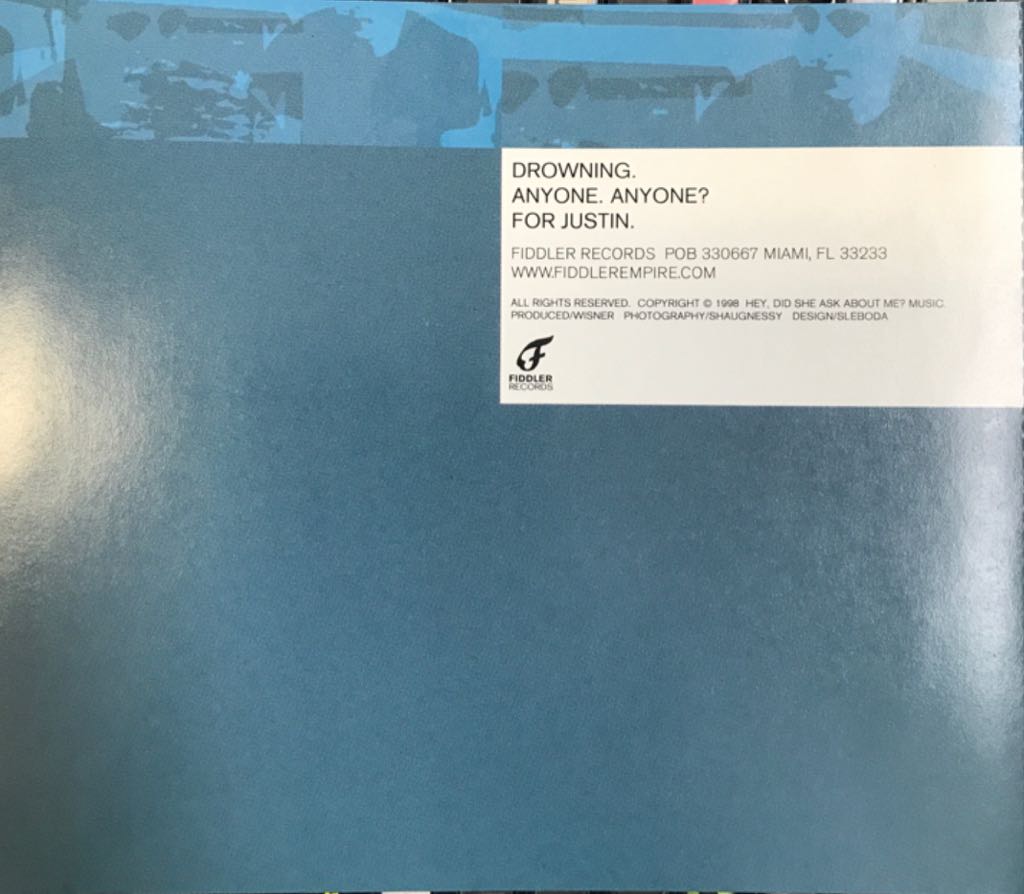 DROWNING.
ANYONE. ANYONE?
FOR JUSTIN.
FIDDLER RECORDS POB 330667 MIAMI, FL 33233
WWW.FIDDLEREMPIRE.COM
ALL RIGHTS RESERVED. COPYRIGHT © 1998 HEY, DID SHE ASK ABOUT ME? MUSIC.
PRODUCED/WISNER PHOTOGRAPHY/SHAUGNESSY DESIGN/SLEBODA
F
FIDDLER
RECORDS